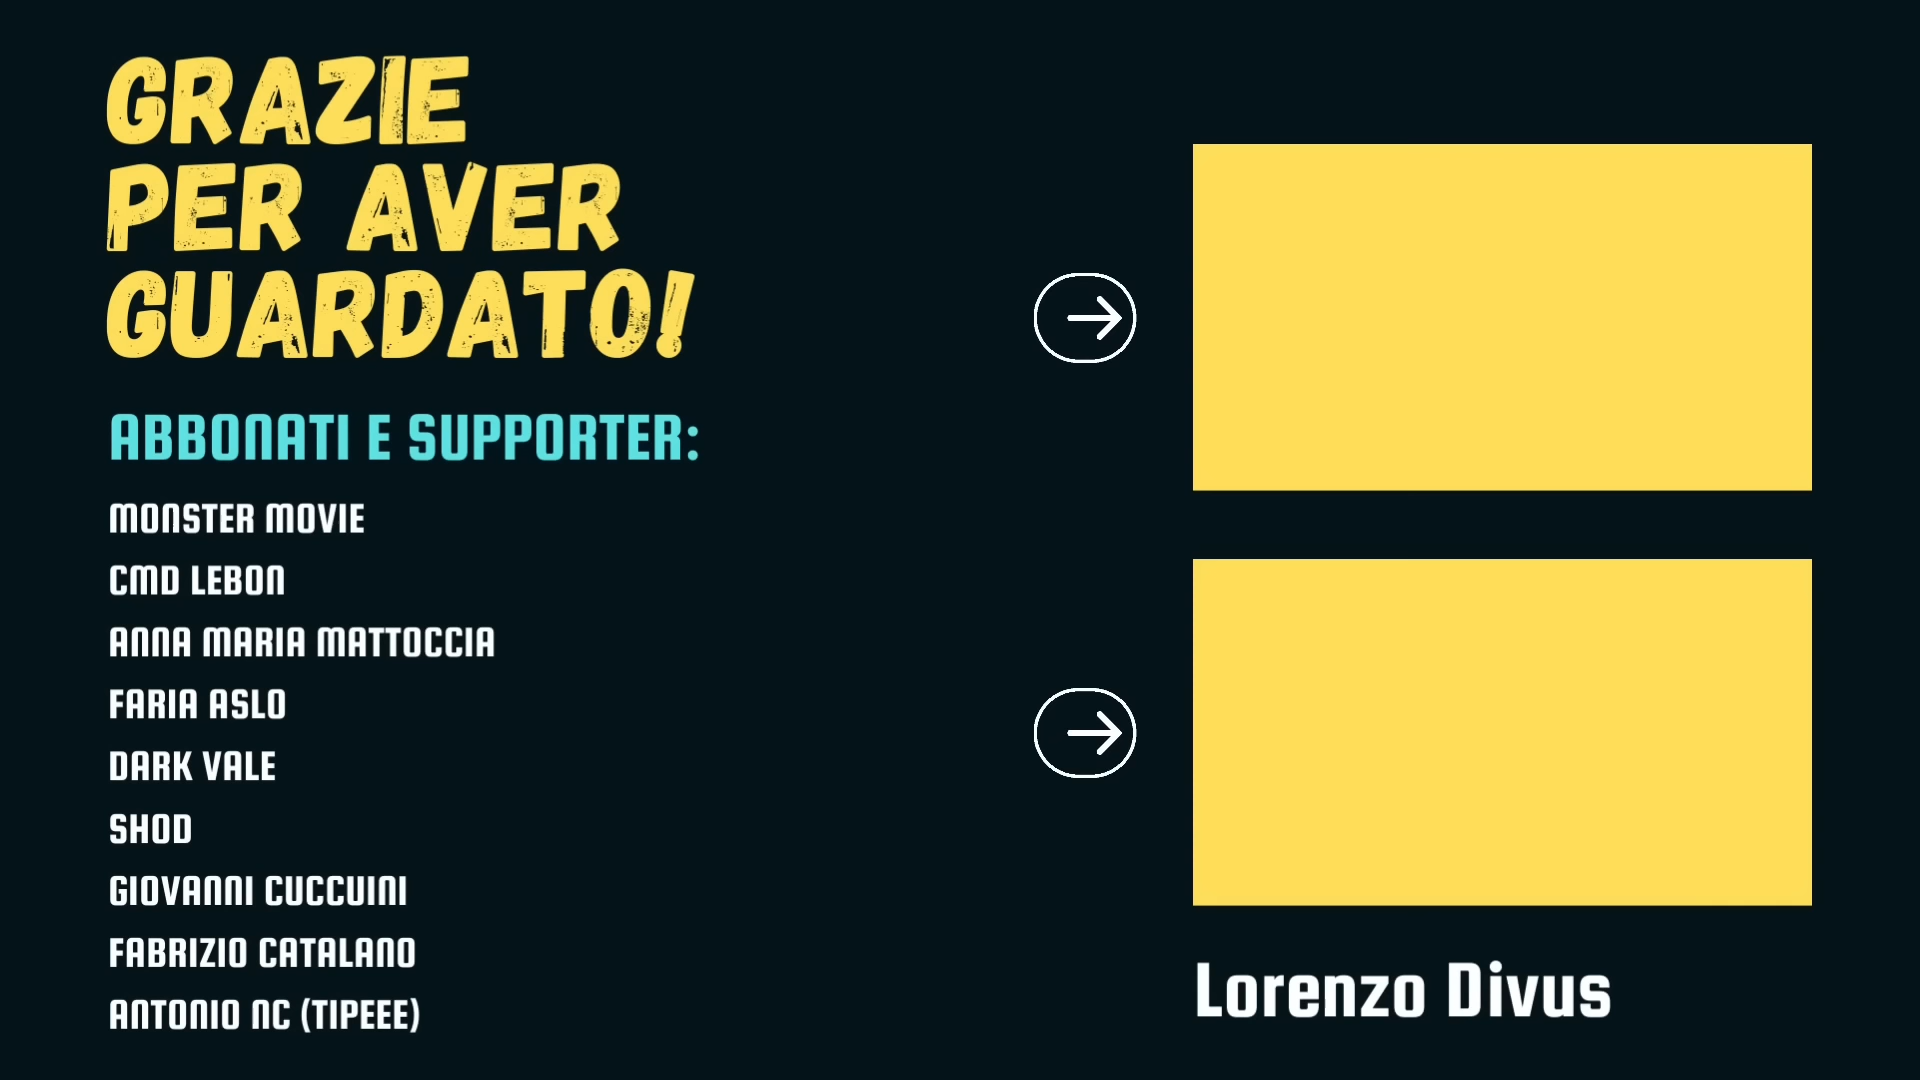 GRAZIE
PER AVER
GUARDATO!
ABBONATI E SUPPORTER:
MONSTER MOVIE
CMD LEBON
ANNA MARIA MATTOCCIA
FARIA ASLO
DARK VALE
SHOD
GIOVANNI CUCCUINI
FABRIZIO CATALANO
ANTONIO NC (TIPEEE)
Lorenzo Divus